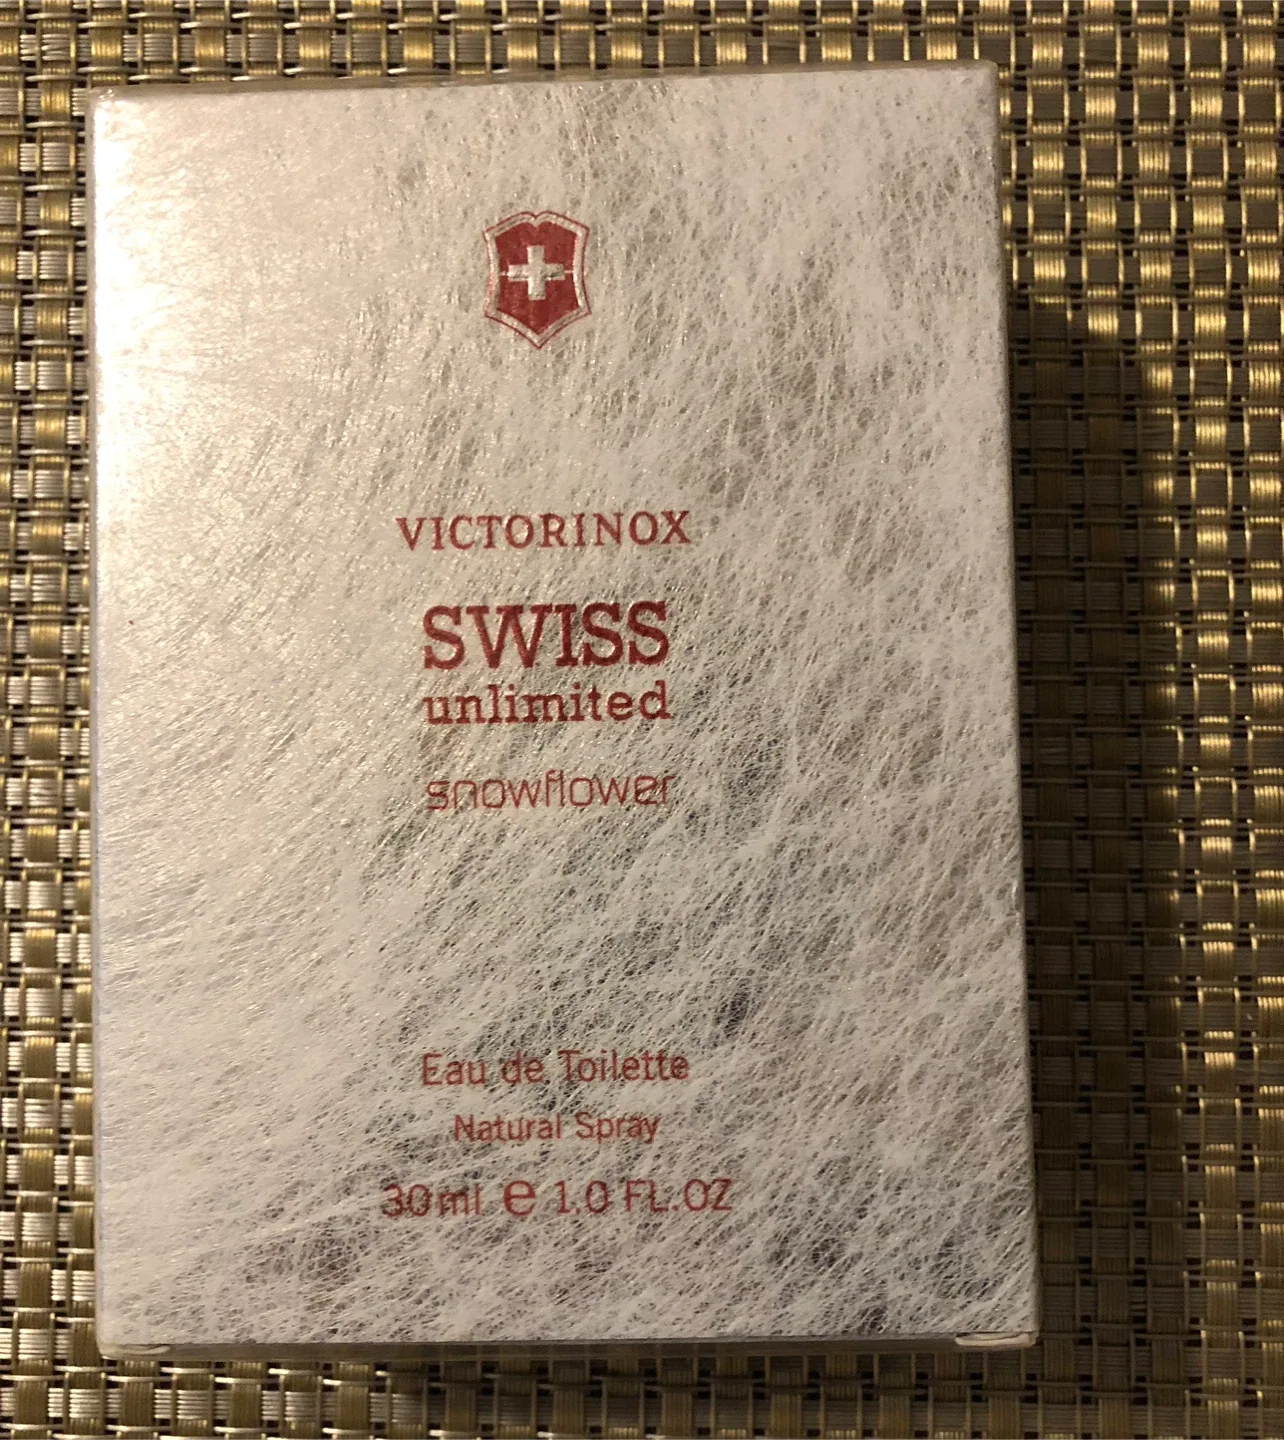 VICTORINOX
SWISS
unlimited
snowflower
Eau de Toilette
Natural Spray
30ml e 1.0 FL.OZ